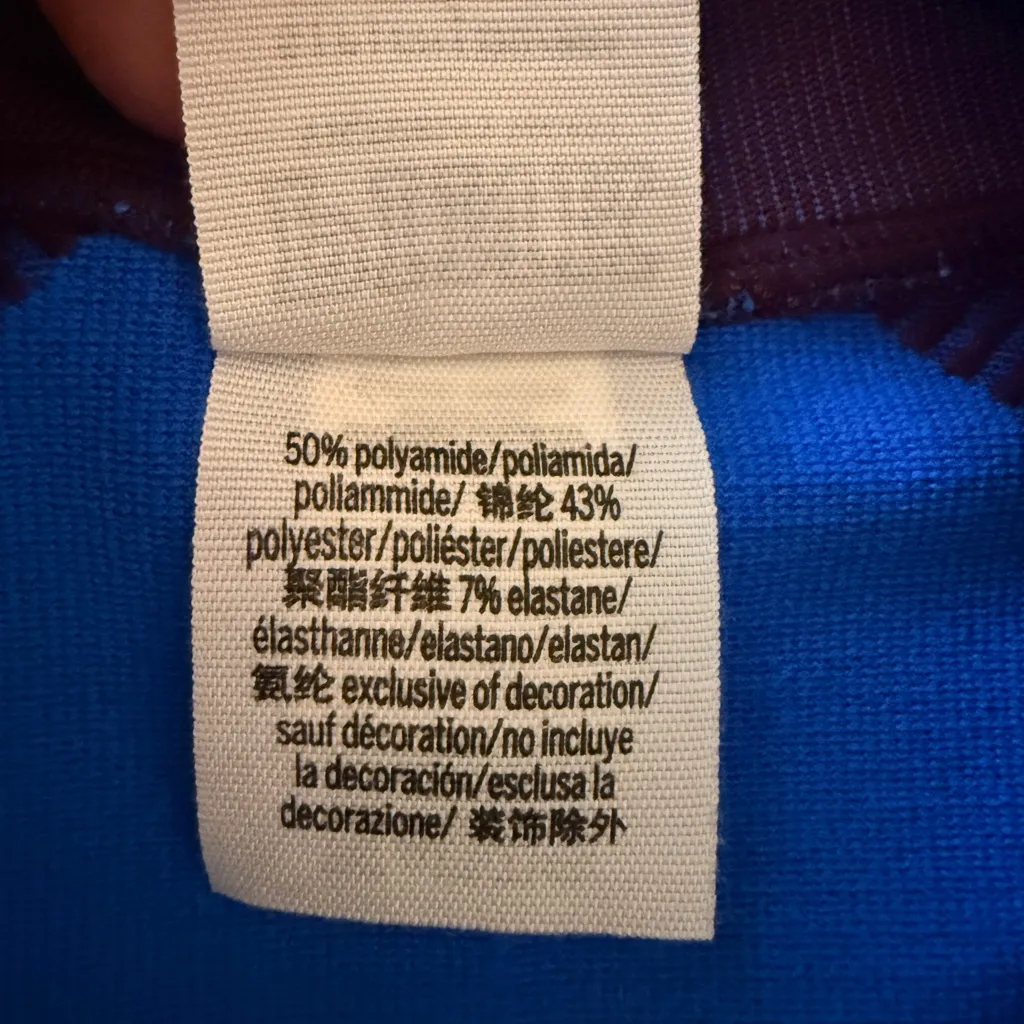 50% polyamide/poliamida/
poliammide/ 锦纶 43%
polyester/poliéster/poliestere/
聚酯纤维 7% elastane/
élasthanne/elastano/elastan/
氨纶 exclusive of decoration/
sauf décoration/no incluye
la decoración/esclusa la
decorazione/ 装饰除外